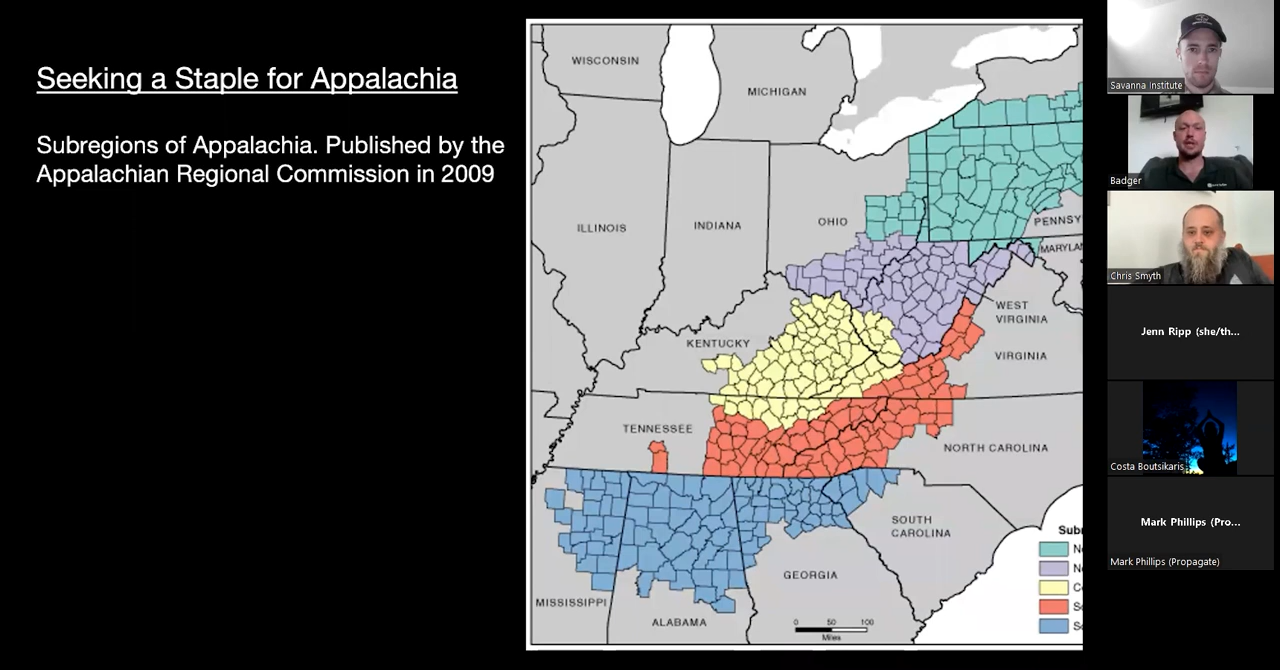 Seeking a Staple for Appalachia
Subregions of Appalachia. Published by the
Appalachian Regional Commission in 2009
WISCONSIN
MICHIGAN
ILLINOIS
INDIANA
OHIO
PENNSY
MARYLAN
WEST
VIRGINIA
KENTUCKY
VIRGINIA
TENNESSEE
NORTH CAROLINA
SOUTH
CAROLINA
GEORGIA
MISSISSIPPI
ALABAMA
0 50 100
Miles
Subr
N
N
C
S
S
Savanna Institute
Badger
Chris Smyth
Jenn Ripp (she/th...
Costa Boutsikaris
Mark Phillips (Pro...
Mark Phillips (Propagate)